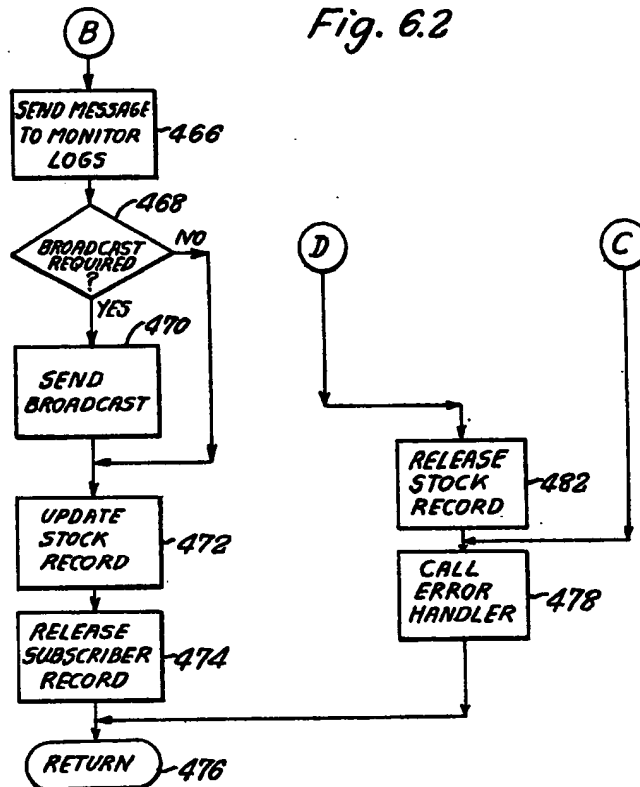 Fig. 6.2
B
SEND MESSAGE
TO MONITOR
LOGS
466
468
BROADCAST
REQUIRED
?
NO
YES
470
SEND
BROADCAST
UPDATE
STOCK
RECORD
472
RELEASE
SUBSCRIBER
RECORD
474
RETURN
476
D
C
RELEASE
STOCK
RECORD
482
CALL
ERROR
HANDLER
478